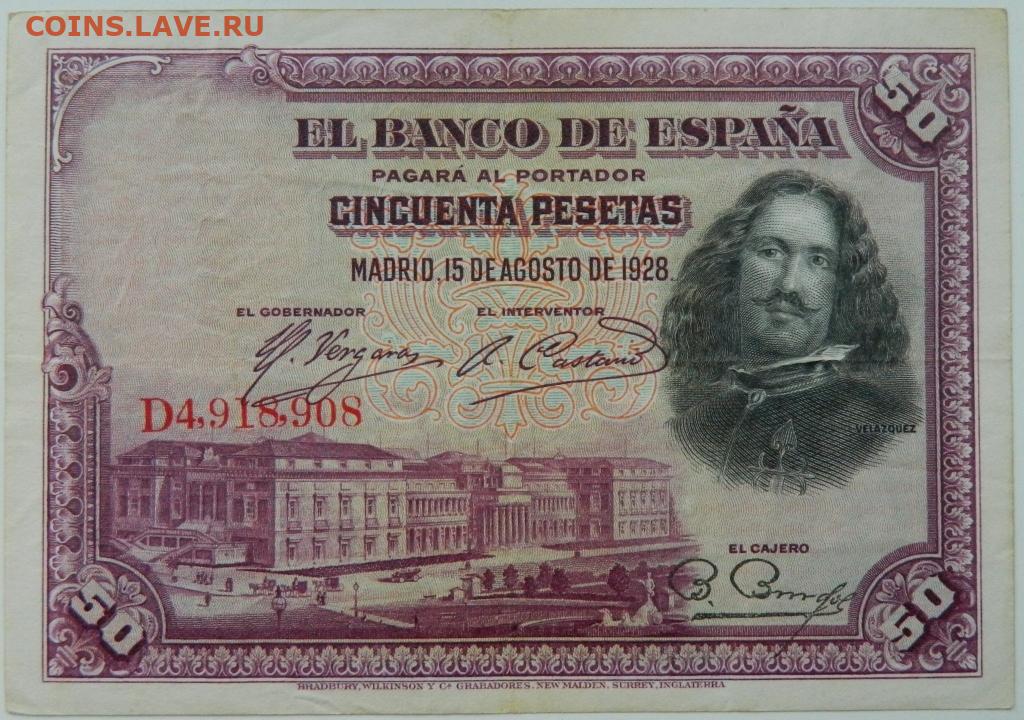 COINS.LAVE.RU
50
EL BANCO DE ESPAÑA
PAGARÁ AL PORTADOR
CINCUENTA PESETAS
MADRID, 15 DE AGOSTO DE 1928.
EL GOBERNADOR EL INTERVENTOR
D4,918,908
VELAZQUEZ
EL CAJERO
50 50
BRADBURY, WILKINSON Y Cª GRABADORES. NEW MALDEN, SURREY, INGLATERRA